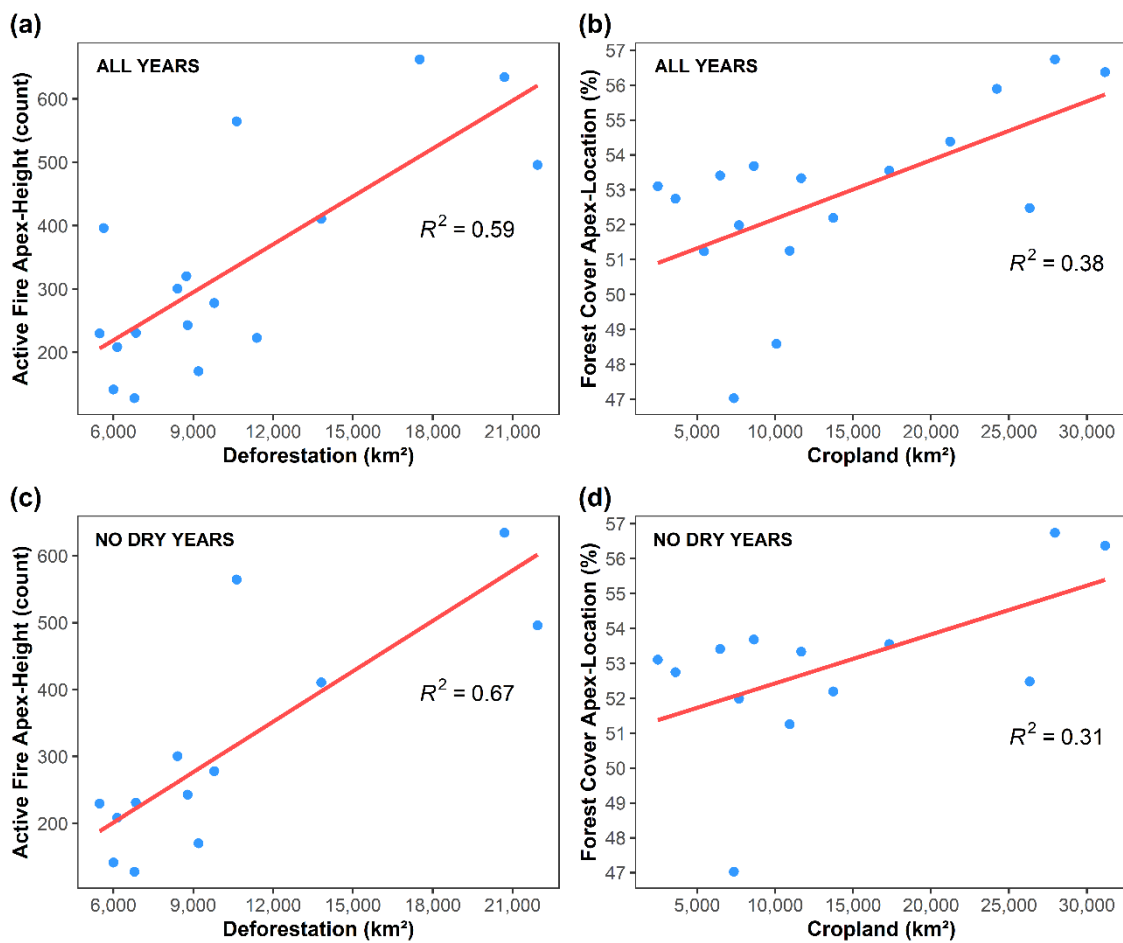 (a)
ALL YEARS
Active Fire Apex-Height (count)
600
500
400
300
200
R² = 0.59
6,000 9,000 12,000 15,000 18,000 21,000
Deforestation (km²)
(b)
ALL YEARS
Forest Cover Apex-Location (%)
57
56
55
54
53
52
51
50
49
48
47
R² = 0.38
5,000 10,000 15,000 20,000 25,000 30,000
Cropland (km²)
(c)
NO DRY YEARS
Active Fire Apex-Height (count)
600
500
400
300
200
R² = 0.67
6,000 9,000 12,000 15,000 18,000 21,000
Deforestation (km²)
(d)
NO DRY YEARS
Forest Cover Apex-Location (%)
57
56
55
54
53
52
51
50
49
48
47
R² = 0.31
5,000 10,000 15,000 20,000 25,000 30,000
Cropland (km²)